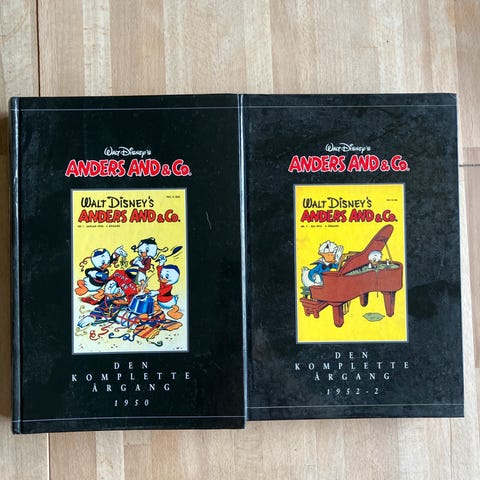 Walt Disney's
ANDERS AND & Co.
WALT DISNEY'S
ANDERS AND & Co.
DEN
KOMPLETTE
ÅRGANG
1950
Walt Disney's
ANDERS AND & Co.
WALT DISNEY'S
ANDERS AND & Co.
DEN
KOMPLETTE
ÅRGANG
1952-2